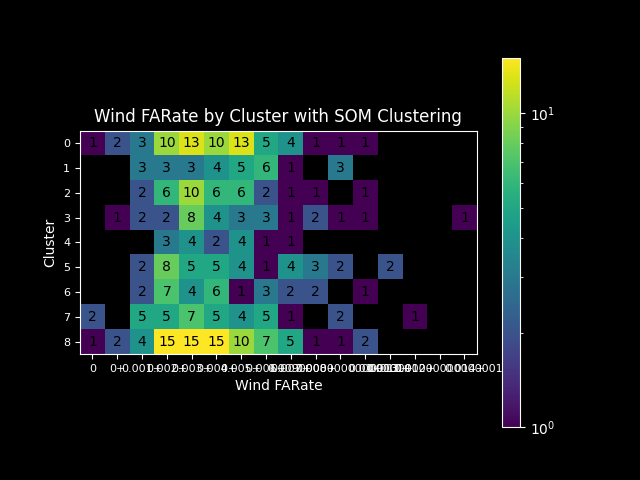 Wind FARate by Cluster with SOM Clustering
Cluster
0 1 2 3 10 13 10 13 5 4 1 1 1
1 3 3 3 4 5 6 1 3
2 2 6 10 6 6 2 1 1 1
3 1 2 2 8 4 3 3 1 2 1 1 1
4 3 4 2 4 1 1
5 2 8 5 5 4 1 4 3 2 2
6 2 7 4 6 1 3 2 2 1
7 2 5 5 7 5 4 5 1 2 1
8 1 2 4 15 15 15 10 7 5 1 1 2
0 0+
Wind FARate
10¹
10⁰